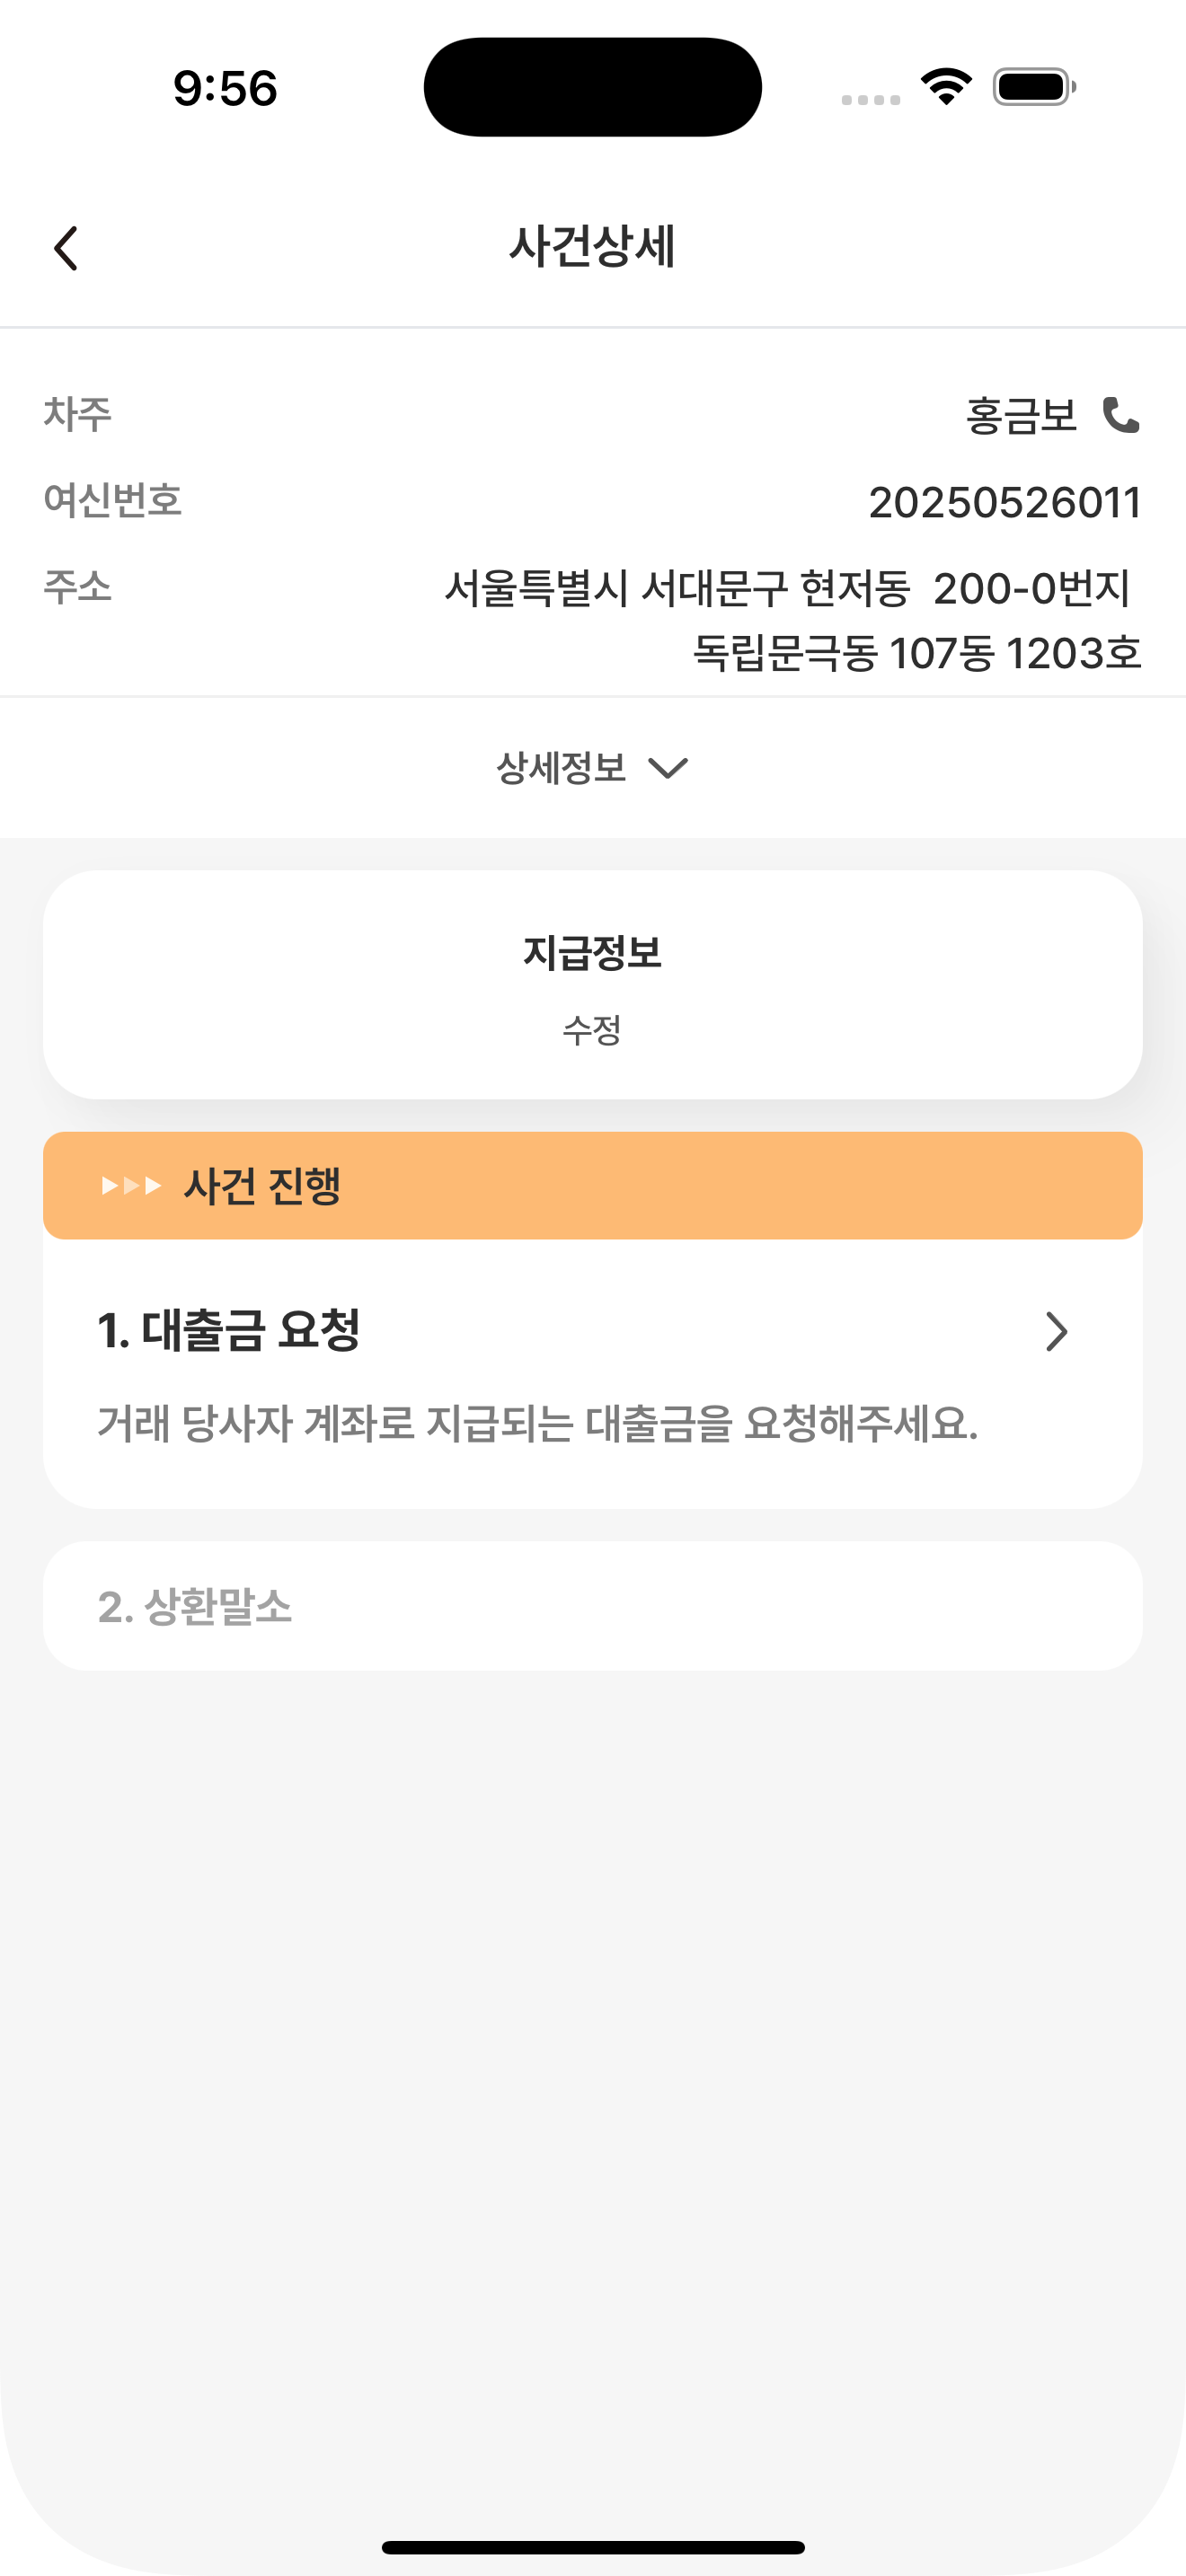 9:56
사건상세
차주
홍금보
여신번호
20250526011
주소
서울특별시 서대문구 현저동  200-0번지
독립문극동 107동 1203호
상세정보
지급정보
수정
사건 진행
1. 대출금 요청
거래 당사자 계좌로 지급되는 대출금을 요청해주세요.
2. 상환말소